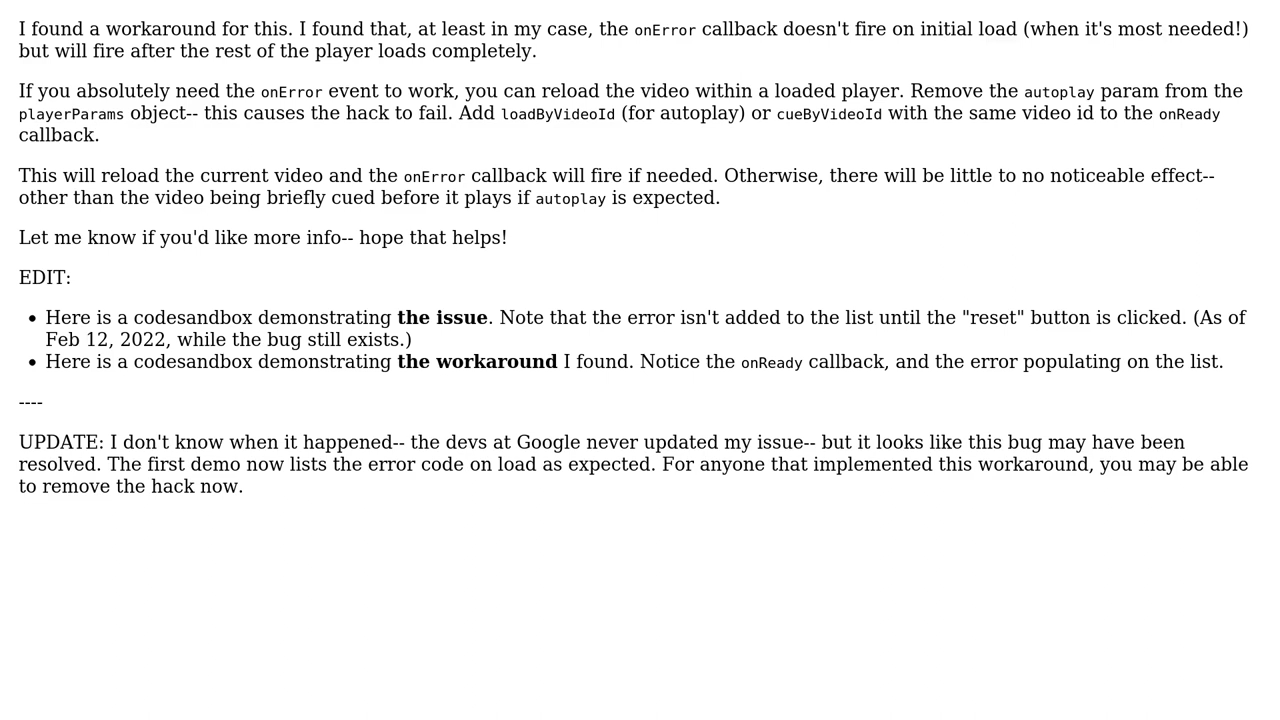 I found a workaround for this. I found that, at least in my case, the onError callback doesn't fire on initial load (when it's most needed!)
but will fire after the rest of the player loads completely.
If you absolutely need the onError event to work, you can reload the video within a loaded player. Remove the autoplay param from the
playerParams object-- this causes the hack to fail. Add loadByVideoId (for autoplay) or cueByVideoId with the same video id to the onReady
callback.
This will reload the current video and the onError callback will fire if needed. Otherwise, there will be little to no noticeable effect--
other than the video being briefly cued before it plays if autoplay is expected.
Let me know if you'd like more info-- hope that helps!
EDIT:
• Here is a codesandbox demonstrating the issue. Note that the error isn't added to the list until the "reset" button is clicked. (As of
Feb 12, 2022, while the bug still exists.)
• Here is a codesandbox demonstrating the workaround I found. Notice the onReady callback, and the error populating on the list.
----
UPDATE: I don't know when it happened-- the devs at Google never updated my issue-- but it looks like this bug may have been
resolved. The first demo now lists the error code on load as expected. For anyone that implemented this workaround, you may be able
to remove the hack now.